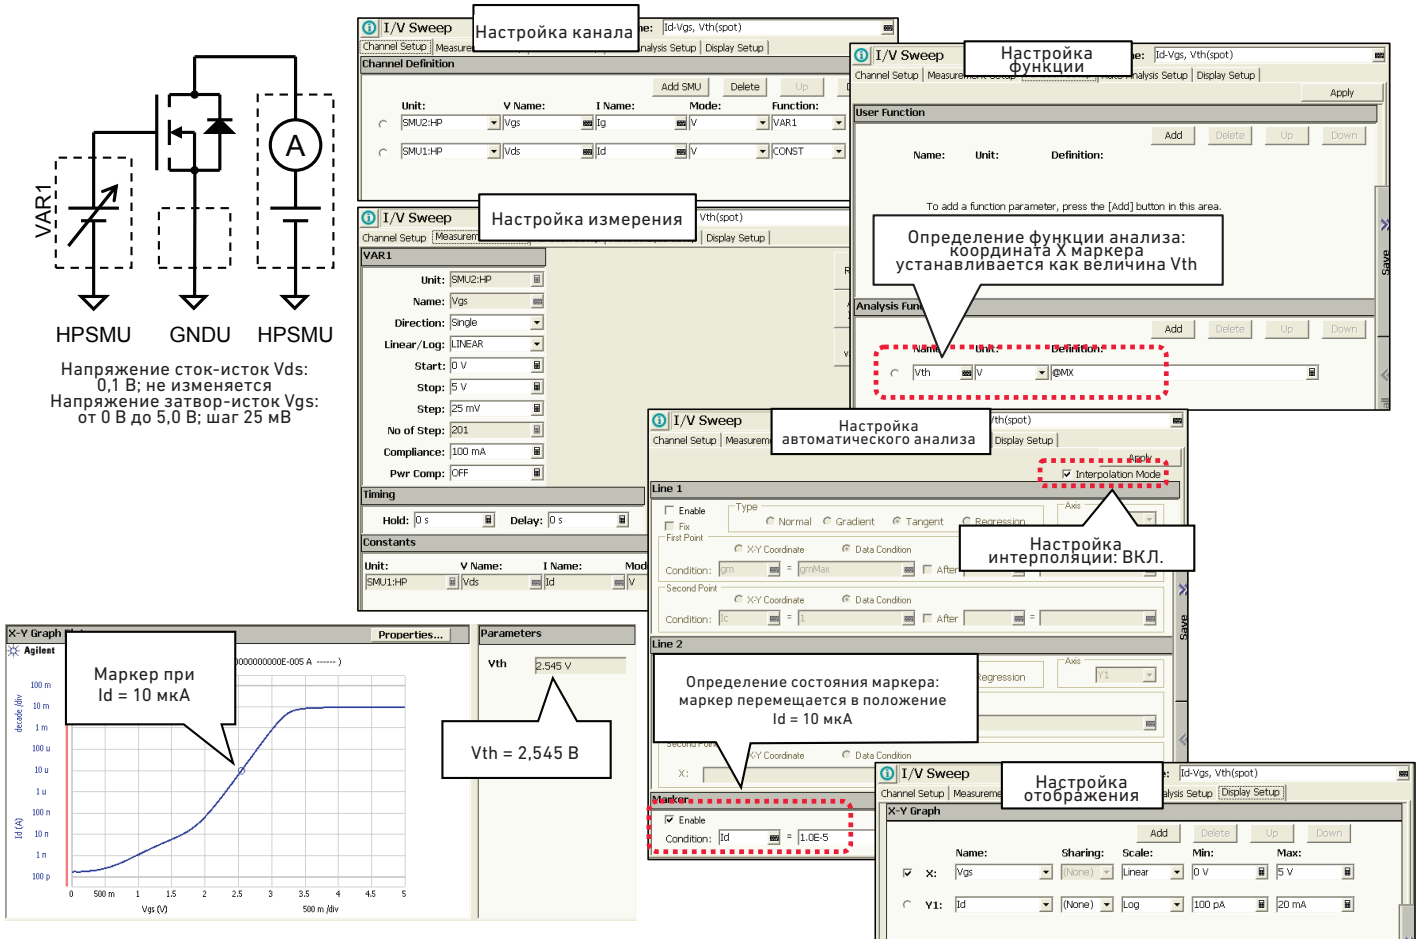 VAR1
A
HPSMU GNDU HPSMU
Напряжение сток-исток Vds:
0,1 В; не изменяется
Напряжение затвор-исток Vgs:
от 0 В до 5,0 В; шаг 25 мВ
I/V Sweep
Настройка канала
Id-Vgs, Vth(spot)
Channel Setup
Display Setup
Channel Definition
Add SMU Delete Up
Unit: V Name: I Name: Mode: Function:
SMU2:HP Vgs Ig V VAR1
SMU1:HP Vds Id V CONST
I/V Sweep
Настройка измерения
Vth(spot)
Channel Setup
Display Setup
VAR1
Unit: SMU2:HP
Name: Vgs
Direction: Single
Linear/Log: LINEAR
Start: 0 V
Stop: 5 V
Step: 25 mV
No of Step: 201
Compliance: 100 mA
Pwr Comp: OFF
Timing
Hold: 0 s Delay: 0 s
Constants
Unit: V Name: I Name:
SMU1:HP Vds Id V
I/V Sweep
Настройка
функции
Id-Vgs, Vth(spot)
Channel Setup
Display Setup
Apply
User Function
Add Delete Up Down
Name: Unit: Definition:
To add a function parameter, press the [Add] button in this area.
Определение функции анализа:
координата X маркера
устанавливается как величина Vth
Save
Add Delete Up Down
Name: Unit: Definition:
Vth V @MX
I/V Sweep
Настройка
автоматического анализа
Vth(spot)
Channel Setup
Display Setup
Apply
Interpolation Mode
Line 1
Enable
Fix
Type
Normal Gradient Tangent Regression
Axis
Настройка
интерполяции: ВКЛ.
First Point
X-Y Coordinate Data Condition
Condition: gm = gmMax After
Second Point
X-Y Coordinate Data Condition
Condition: Ic = 1 After =
Save
Line 2
Regression
Axis
Y1
Определение состояния маркера:
маркер перемещается в положение
Id = 10 мкА
Second Point
X-Y Coordinate Data Condition
X:
Marker
Enable
Condition: Id = 1.0E-5
X-Y Graph
Properties...
Agilent
Маркер при
Id = 10 мкА
100 m
10 m
1 m
100 u
10 u
1 u
100 n
10 n
1 n
100 p
decade /div
Id (A)
0 500 m 1 1.5 2 2.5 3 3.5 4 4.5 5
Vgs (V) 500 m /div
Parameters
Vth 2.545 V
Vth = 2,545 В
I/V Sweep
Настройка
отображения
Id-Vgs, Vth(spot)
Channel Setup
Display Setup
X-Y Graph
Add Delete Up Down
Name: Sharing: Scale: Min: Max:
X: Vgs (None) Linear 0 V 5 V
Y1: Id (None) Log 100 pA 20 mA